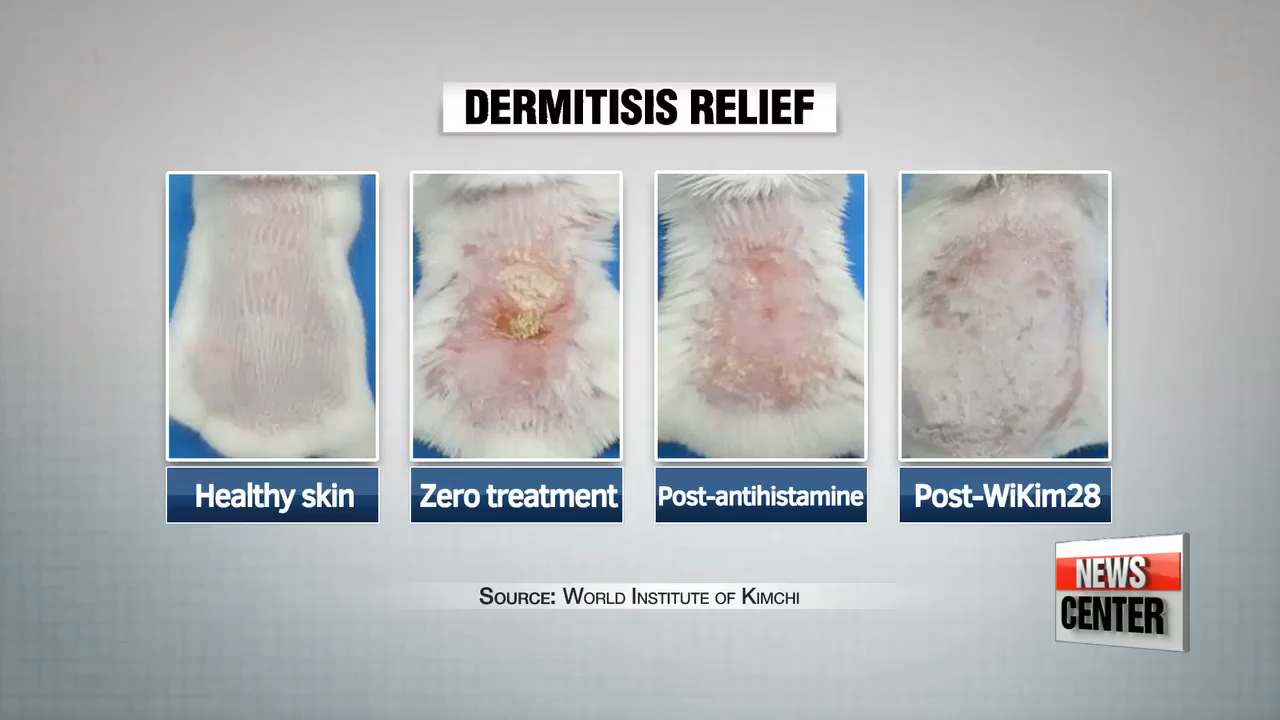 DERMITISIS RELIEF
Healthy skin
Zero treatment
Post-antihistamine
Post-WiKim28
SOURCE: WORLD INSTITUTE OF KIMCHI
NEWS
CENTER